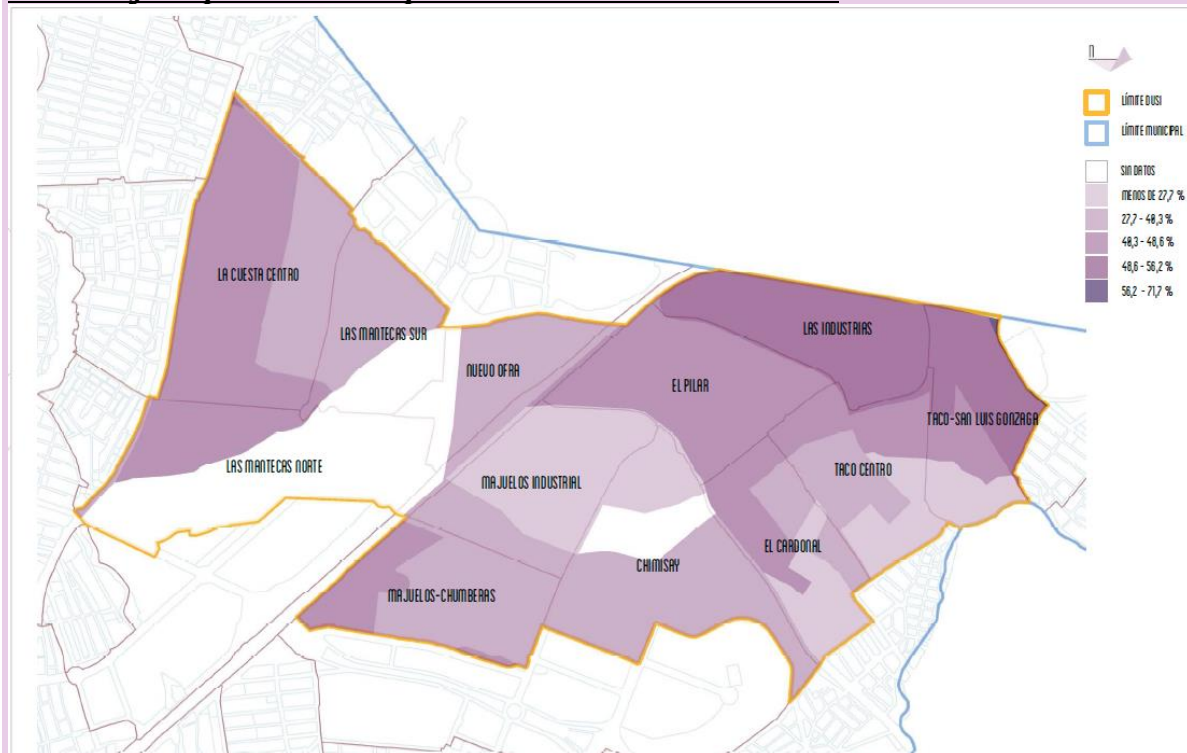 n
LÍMITE DUSI
LÍMITE MUNICIPAL
SIN DATOS
MENOS DE 27,7 %
27,7 - 40,3 %
40,3 - 48,6 %
48,6 - 56,2 %
56,2 - 71,7 %
LA CUESTA CENTRO
LAS MANTECAS SUR
LAS INDUSTRIAS
NUEVO OFRA
EL PILAR
TACO-SAN LUIS GONZAGA
LAS MANTECAS NORTE
MAJUELOS INDUSTRIAL
TACO CENTRO
EL CARDONAL
CHIMISAY
MAJUELOS-CHUMBERAS